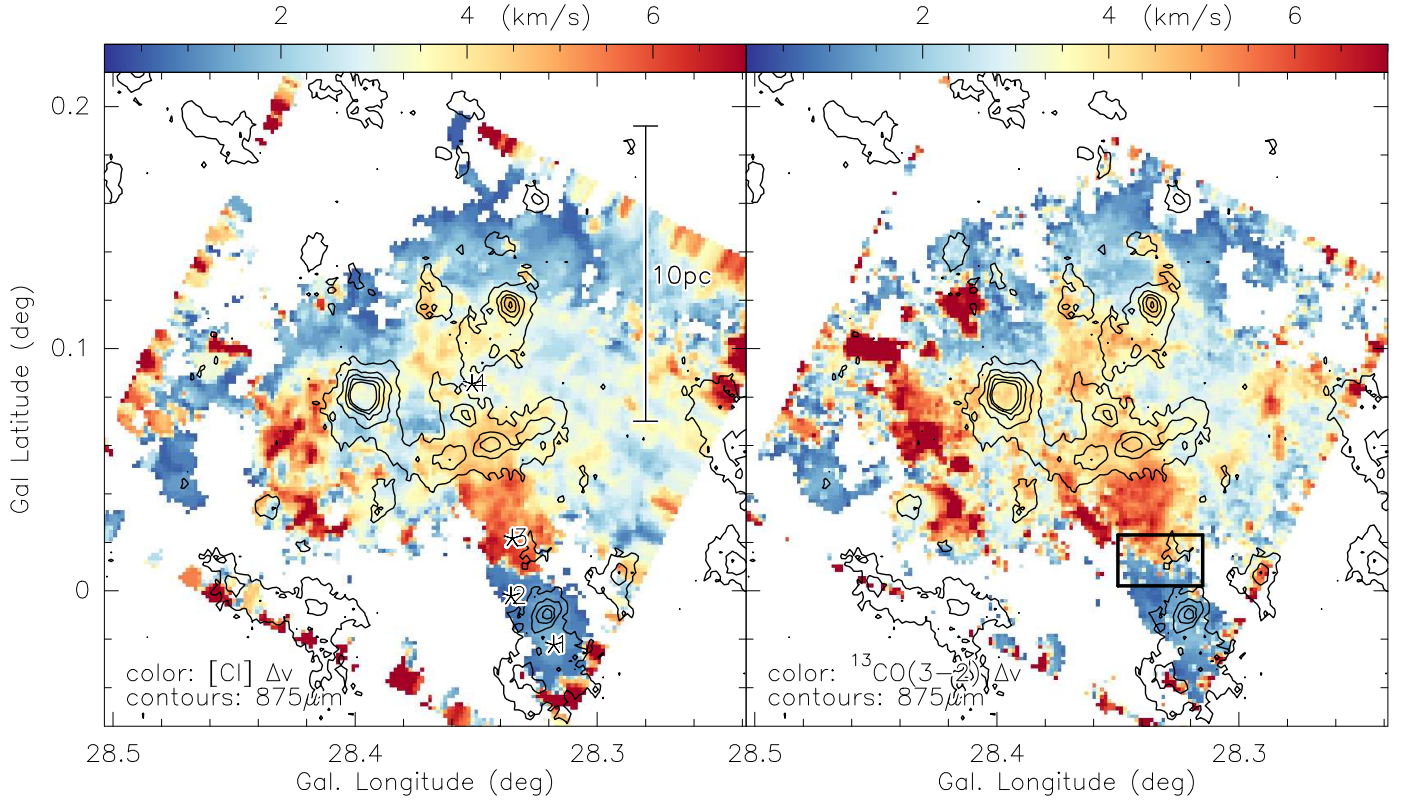 2 4 (km/s) 6 2 4 (km/s) 6
0.2
10pc
0.1
4
3
0
2
1
color: [CI] Δv color: ¹³CO(3−2) Δv
contours: 875μm contours: 875μm
28.5 28.4 28.3 28.5 28.4 28.3
Gal. Longitude (deg) Gal. Longitude (deg)
Gal Latitude (deg)